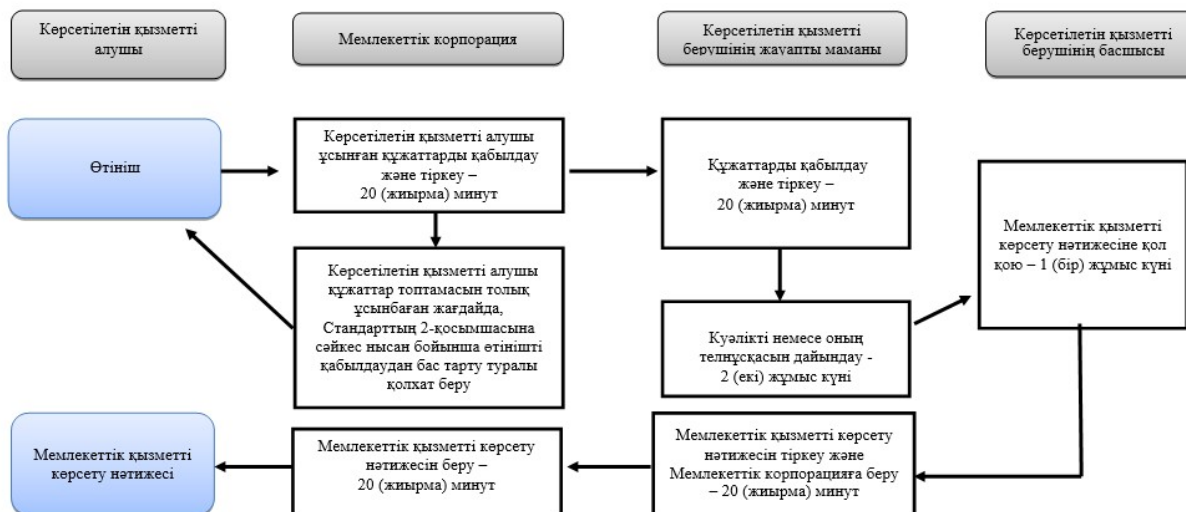 Көрсетілетін қызметті
алушы
Мемлекеттік корпорация
Көрсетілетін қызметті
берушінің жауапты маманы
Көрсетілетін қызметті
берушінің басшысы
Өтініш
Көрсетілетін қызметті алушы
ұсынған құжаттарды қабылдау
және тіркеу –
20 (жиырма) минут
Құжаттарды қабылдау
және тіркеу –
20 (жиырма) минут
Мемлекеттік қызметті
көрсету нәтижесіне қол
қою – 1 (бір) жұмыс күні
Көрсетілетін қызметті алушы
құжаттар топтамасын толық
ұсынбаған жағдайда,
Стандарттың 2-қосымшасына
сәйкес нысан бойынша өтінішті
қабылдаудан бас тарту туралы
қолхат беру
Куәлікті немесе оның
телнұсқасын дайындау -
2 (екі) жұмыс күні
Мемлекеттік қызметті
көрсету нәтижесі
Мемлекеттік қызметті көрсету
нәтижесін беру –
20 (жиырма) минут
Мемлекеттік қызметті көрсету
нәтижесін тіркеу және
Мемлекеттік корпорацияға беру
– 20 (жиырма) минут